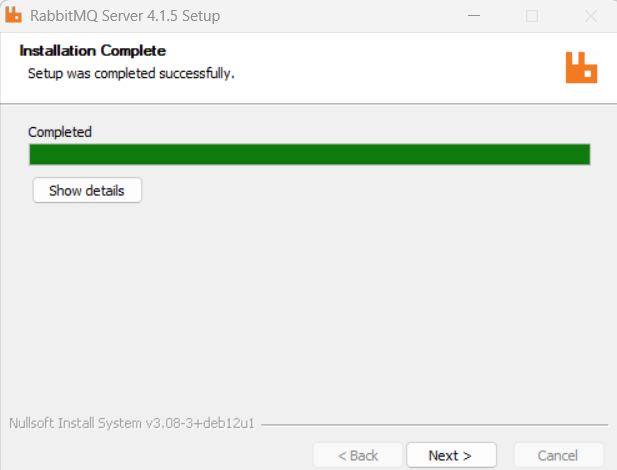 RabbitMQ Server 4.1.5 Setup
Installation Complete
Setup was completed successfully.
Completed
Show details
Nullsoft Install System v3.08-3+deb12u1
< Back Next > Cancel